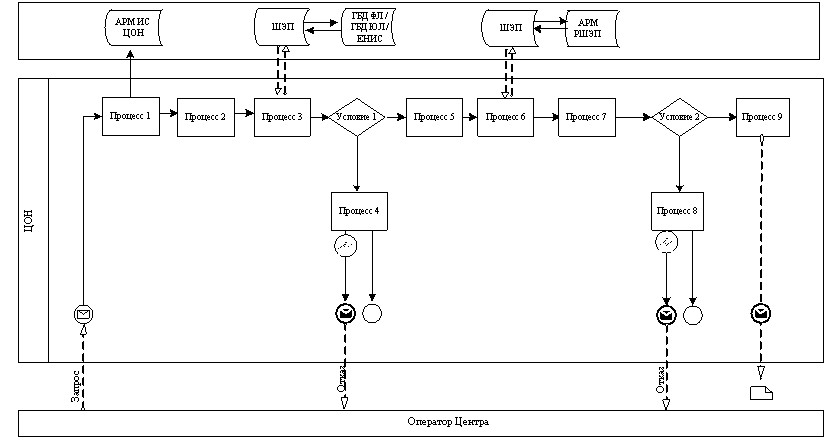 АРМ ИС
ЦОН
ШЭП
ГБД ФЛ /
ГБД ЮЛ/
ЕНИС
ШЭП
АРМ
РШЭП
Процесс 1
Процесс 2
Процесс 3
Условие 1
Процесс 5
Процесс 6
Процесс 7
Условие 2
Процесс 9
Процесс 4
Процесс 8
ЦОН
Запрос
Отказ
Отказ
Оператор Центра